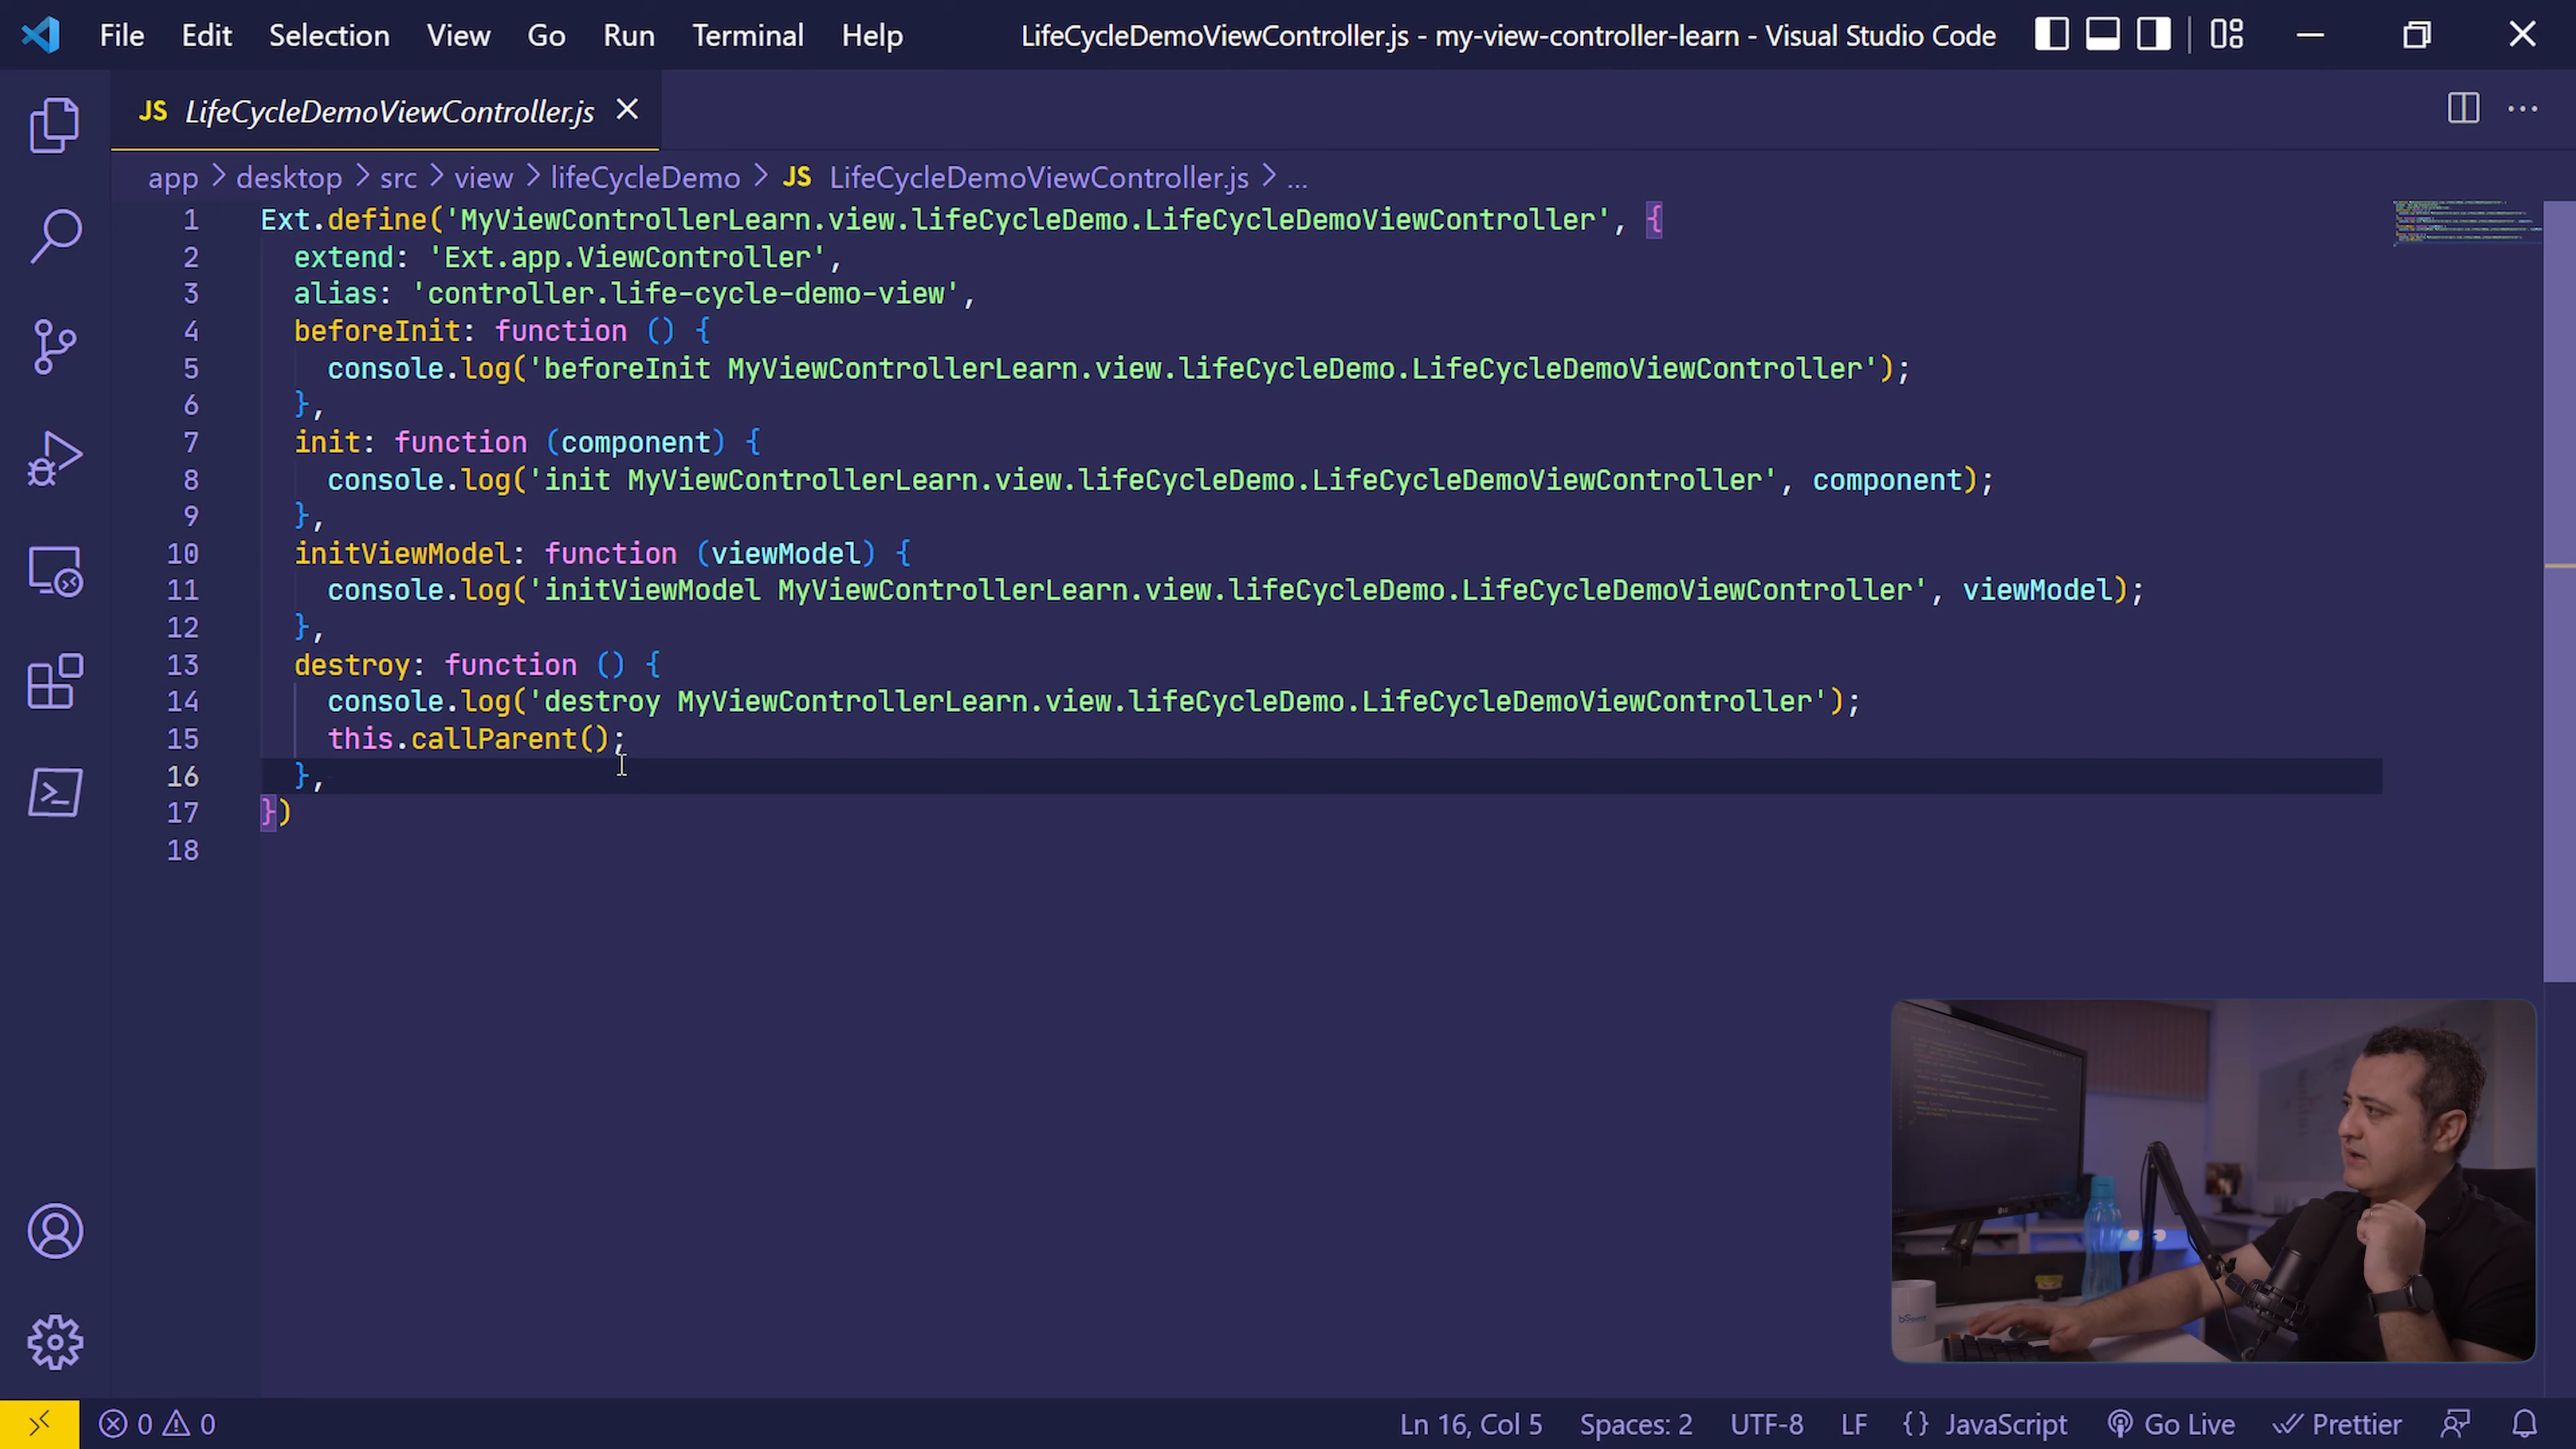 File Edit Selection View Go Run Terminal Help LifeCycleDemoViewController.js - my-view-controller-learn - Visual Studio Code
JS LifeCycleDemoViewController.js
app > desktop > src > view > lifeCycleDemo > JS LifeCycleDemoViewController.js > ...
1 Ext.define('MyViewControllerLearn.view.lifeCycleDemo.LifeCycleDemoViewController', {
2 extend: 'Ext.app.ViewController',
3 alias: 'controller.life-cycle-demo-view',
4 beforeInit: function () {
5 console.log('beforeInit MyViewControllerLearn.view.lifeCycleDemo.LifeCycleDemoViewController');
6 },
7 init: function (component) {
8 console.log('init MyViewControllerLearn.view.lifeCycleDemo.LifeCycleDemoViewController', component);
9 },
10 initViewModel: function (viewModel) {
11 console.log('initViewModel MyViewControllerLearn.view.lifeCycleDemo.LifeCycleDemoViewController', viewModel);
12 },
13 destroy: function () {
14 console.log('destroy MyViewControllerLearn.view.lifeCycleDemo.LifeCycleDemoViewController');
15 this.callParent();
16 },
17 })
18
0 0 Ln 16, Col 5 Spaces: 2 UTF-8 LF {} JavaScript Go Live Prettier